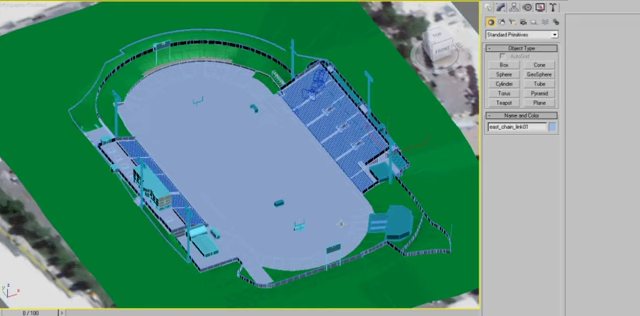 Standard Primitives
- Object Type
AutoGrid
Box
Cone
Sphere
GeoSphere
Cylinder
Tube
Torus
Pyramid
Teapot
Plane
- Name and Color
east_chain_link01
0 / 100